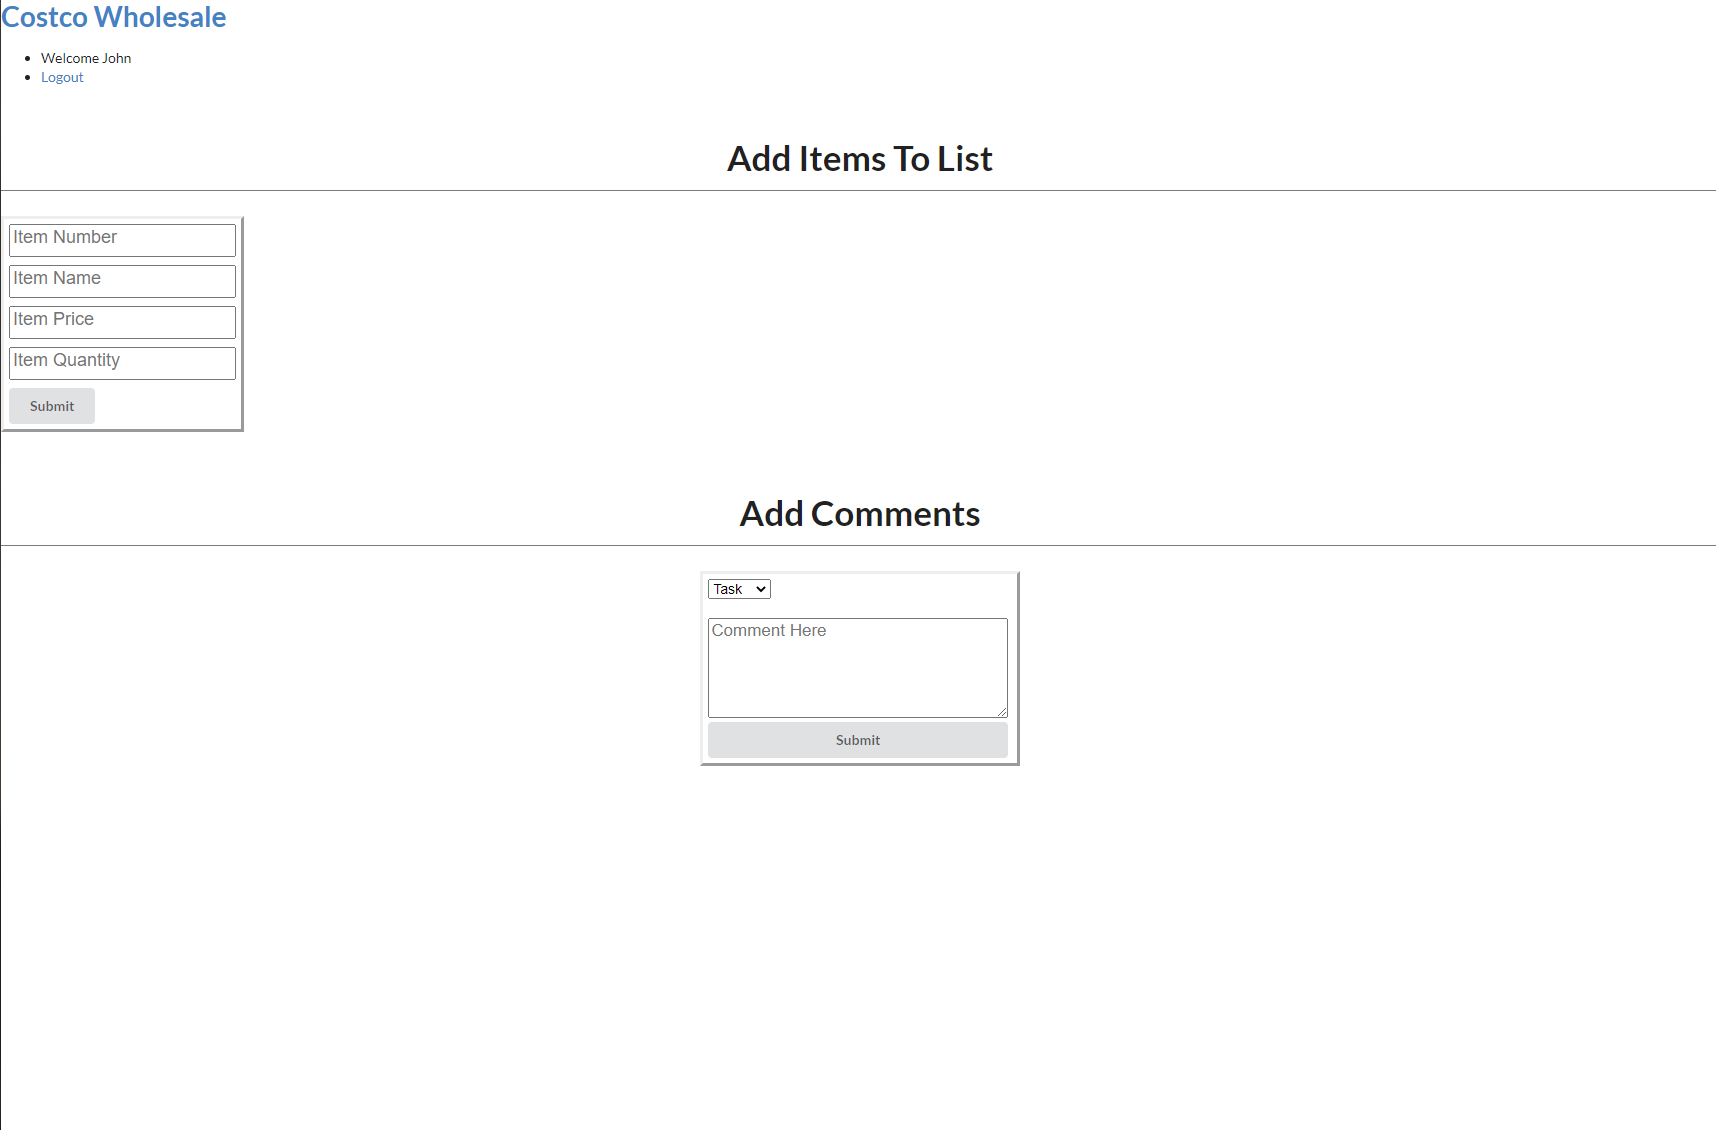 Costco Wholesale
Welcome John
Logout
Add Items To List
Item Number
Item Name
Item Price
Item Quantity
Submit
Add Comments
Task
Comment Here
Submit